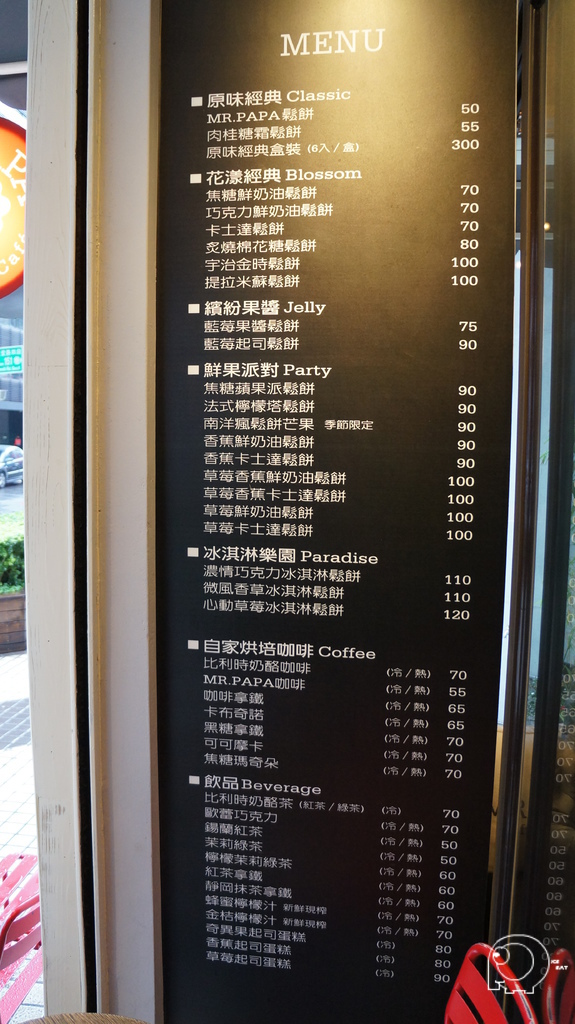 MENU
■ 原味經典 Classic
MR.PAPA鬆餅 50
肉桂糖霜鬆餅 55
原味經典盒裝 (6入/盒) 300
■ 花漾經典 Blossom
焦糖鮮奶油鬆餅 70
巧克力鮮奶油鬆餅 70
卡士達鬆餅 70
炙燒棉花糖鬆餅 80
宇治金時鬆餅 100
提拉米蘇鬆餅 100
■ 繽紛果醬 Jelly
藍莓果醬鬆餅 75
藍莓起司鬆餅 90
■ 鮮果派對 Party
焦糖蘋果派鬆餅 90
法式檸檬塔鬆餅 90
南洋瘋鬆餅芒果 季節限定 90
香蕉鮮奶油鬆餅 90
香蕉卡士達鬆餅 90
草莓香蕉鮮奶油鬆餅 100
草莓香蕉卡士達鬆餅 100
草莓鮮奶油鬆餅 100
草莓卡士達鬆餅 100
■ 冰淇淋樂園 Paradise
濃情巧克力冰淇淋鬆餅 110
微風香草冰淇淋鬆餅 110
心動草莓冰淇淋鬆餅 120
■ 自家烘培咖啡 Coffee
比利時奶酪咖啡 (冷/熱) 70
MR.PAPA咖啡 (冷/熱) 55
咖啡拿鐵 (冷/熱) 65
卡布奇諾 (冷/熱) 65
黑糖拿鐵 (冷/熱) 70
可可摩卡 (冷/熱) 70
焦糖瑪奇朵 (冷/熱) 70
■ 飲品Beverage
比利時奶酪茶 (紅茶/綠茶) (冷) 70
歐蕾巧克力 (冷/熱) 70
錫蘭紅茶 (冷/熱) 50
茉莉綠茶 (冷/熱) 50
檸檬茉莉綠茶 (冷/熱) 60
紅茶拿鐵 (冷/熱) 60
靜岡抹茶拿鐵 (冷/熱) 60
蜂蜜檸檬汁 新鮮現榨 (冷/熱) 70
金桔檸檬汁 新鮮現榨 (冷/熱) 70
奇異果起司蛋糕 (冷) 80
香蕉起司蛋糕 (冷) 80
草莓起司蛋糕 (冷) 90
ICE
EAT